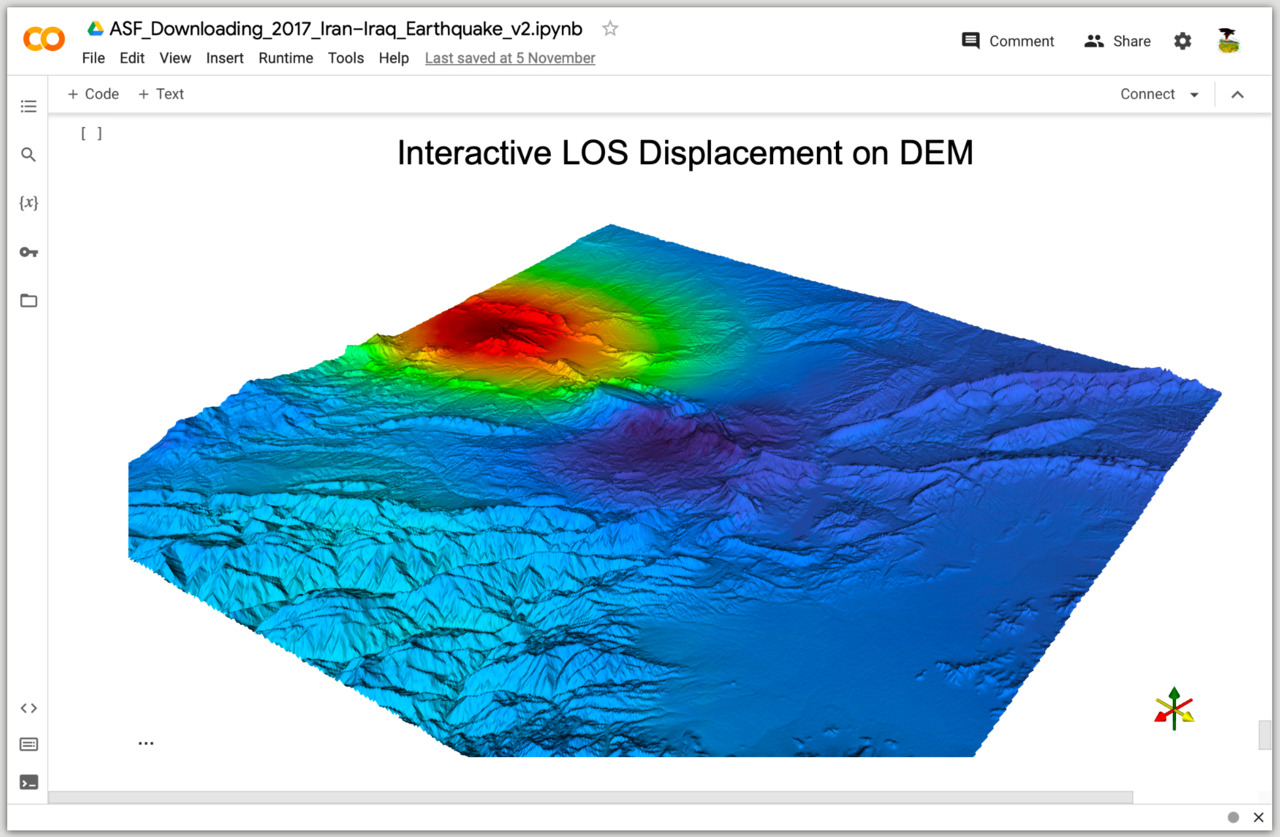 ASF_Downloading_2017_Iran–Iraq_Earthquake_v2.ipynb
File Edit View Insert Runtime Tools Help Last saved at 5 November
Comment Share
+ Code + Text
Connect
[ ]
{x}
Interactive LOS Displacement on DEM
...